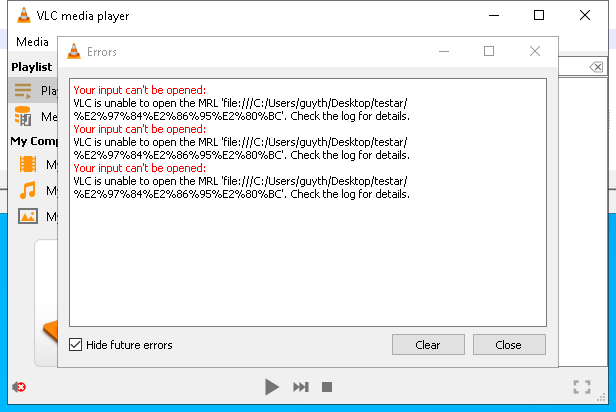 VLC media player
Media
Errors
Playlist
Your input can't be opened:
VLC is unable to open the MRL 'file:///C:/Users/guyth/Desktop/testar/
%E2%97%84%E2%86%95%E2%80%BC'. Check the log for details.
Your input can't be opened:
VLC is unable to open the MRL 'file:///C:/Users/guyth/Desktop/testar/
%E2%97%84%E2%86%95%E2%80%BC'. Check the log for details.
Your input can't be opened:
VLC is unable to open the MRL 'file:///C:/Users/guyth/Desktop/testar/
%E2%97%84%E2%86%95%E2%80%BC'. Check the log for details.
Pla
Me
My Comp
My
My
My
Hide future errors
Clear
Close